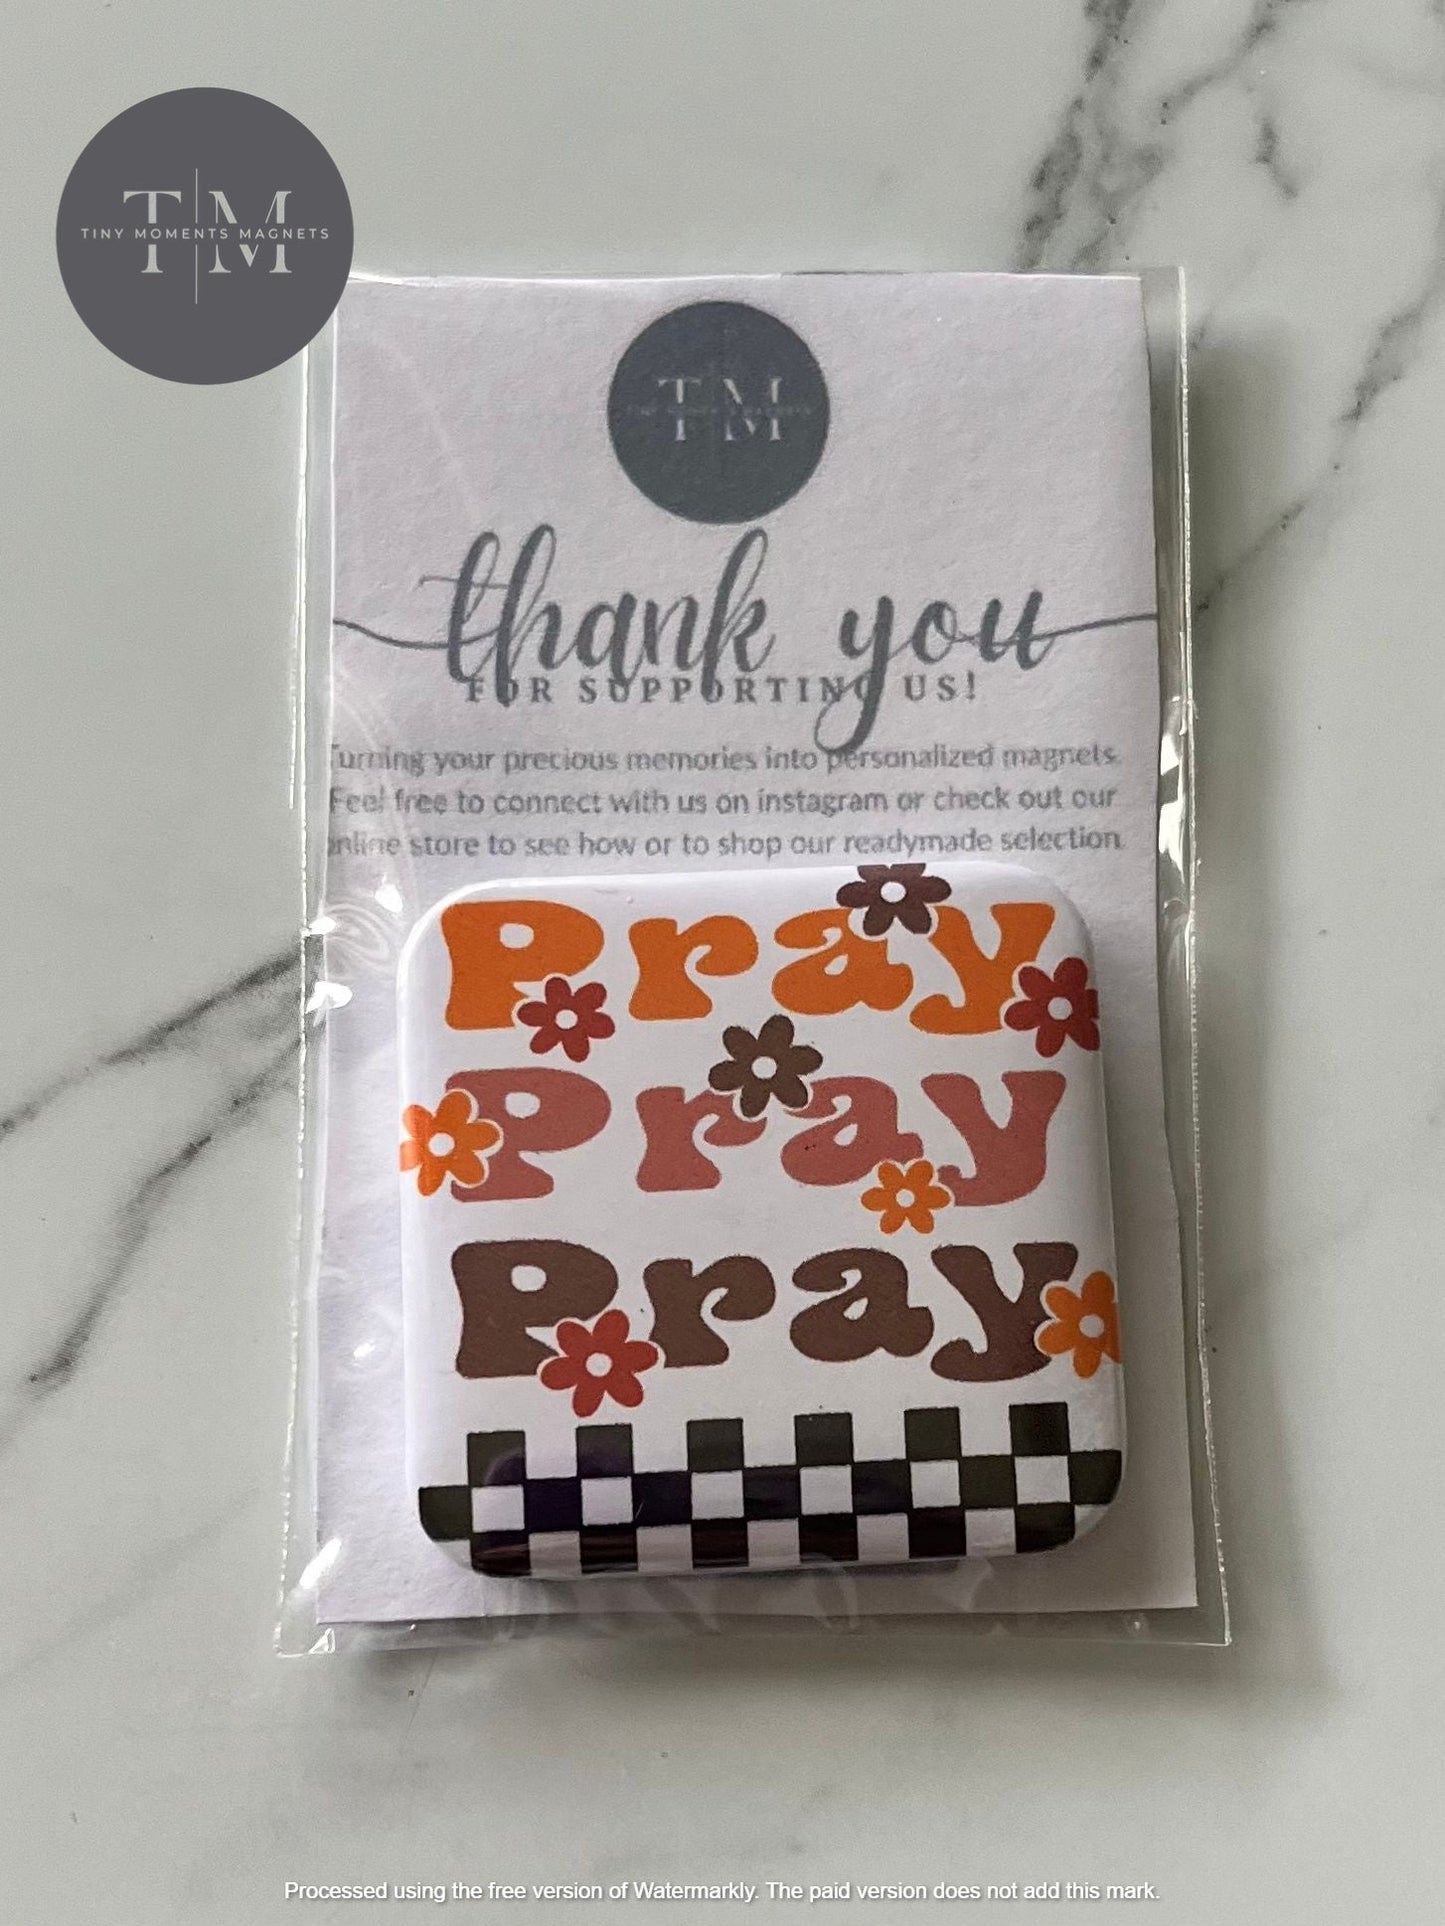 T M
TINY MOMENTS MAGNETS
T M
thank you
FOR SUPPORTING US!
Turning your precious memories into personalized magnets.
Feel free to connect with us on instagram or check out our
online store to see how or to shop our readymade selection.
Pray
Pray
Pray
Processed using the free version of Watermarkly. The paid version does not add this mark.